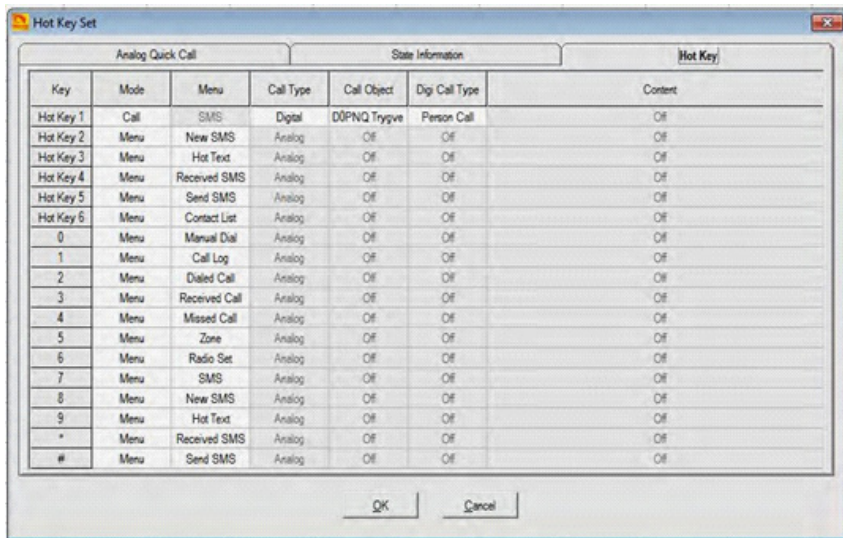 Hot Key Set
Analog Quick Call State Information Hot Key
Key Mode Menu Call Type Call Object Digi Call Type Content
Hot Key 1 Call SMS Digital D0PNQ Trygve Person Call Off
Hot Key 2 Menu New SMS Analog Off Off Off
Hot Key 3 Menu Hot Text Analog Off Off Off
Hot Key 4 Menu Received SMS Analog Off Off Off
Hot Key 5 Menu Send SMS Analog Off Off Off
Hot Key 6 Menu Contact List Analog Off Off Off
0 Menu Manual Dial Analog Off Off Off
1 Menu Call Log Analog Off Off Off
2 Menu Dialed Call Analog Off Off Off
3 Menu Received Call Analog Off Off Off
4 Menu Missed Call Analog Off Off Off
5 Menu Zone Analog Off Off Off
6 Menu Radio Set Analog Off Off Off
7 Menu SMS Analog Off Off Off
8 Menu New SMS Analog Off Off Off
9 Menu Hot Text Analog Off Off Off
* Menu Received SMS Analog Off Off Off
# Menu Send SMS Analog Off Off Off
OK Cancel